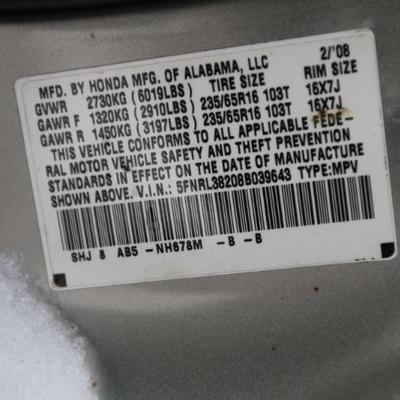 MFD. BY HONDA MFG. OF ALABAMA, LLC 2/'08
GVWR 2730KG (6019LBS) TIRE SIZE RIM SIZE
GAWR F 1320KG (2910LBS) 235/65R16 103T 16X7J
GAWR R 1450KG (3197LBS) 235/65R16 103T 16X7J
THIS VEHICLE CONFORMS TO ALL APPLICABLE FEDE-
RAL MOTOR VEHICLE SAFETY AND THEFT PREVENTION
STANDARDS IN EFFECT ON THE DATE OF MANUFACTURE
SHOWN ABOVE. V.I.N.: 5FNRL38208B039643 TYPE:MPV
SHJ 8 AB5 -NH678M -B -B